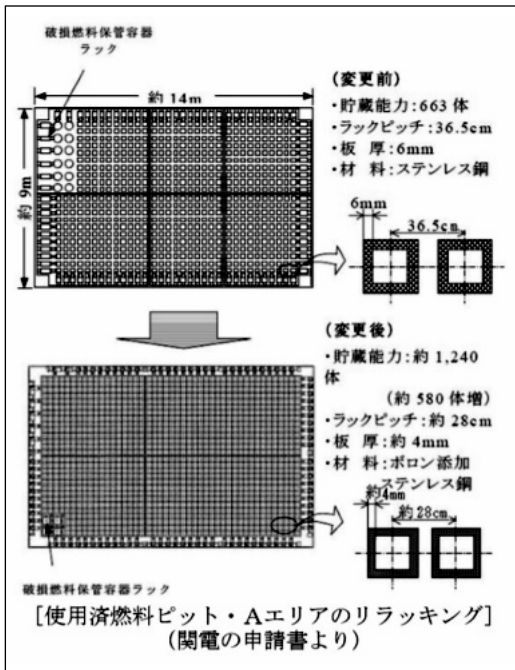 破損燃料保管容器
ラック
約14m
約9m
(変更前)
・貯蔵能力:663体
・ラックピッチ:36.5cm
・板 厚:6mm
・材 料:ステンレス鋼
6mm
36.5cm
(変更後)
・貯蔵能力:約1,240
体
(約580体増)
・ラックピッチ:約28cm
・板 厚:約4mm
・材 料:ボロン添加
ステンレス鋼
約4mm
約28cm
破損燃料保管容器ラック
[使用済燃料ピット・Aエリアのリラッキング]
(関電の申請書より)